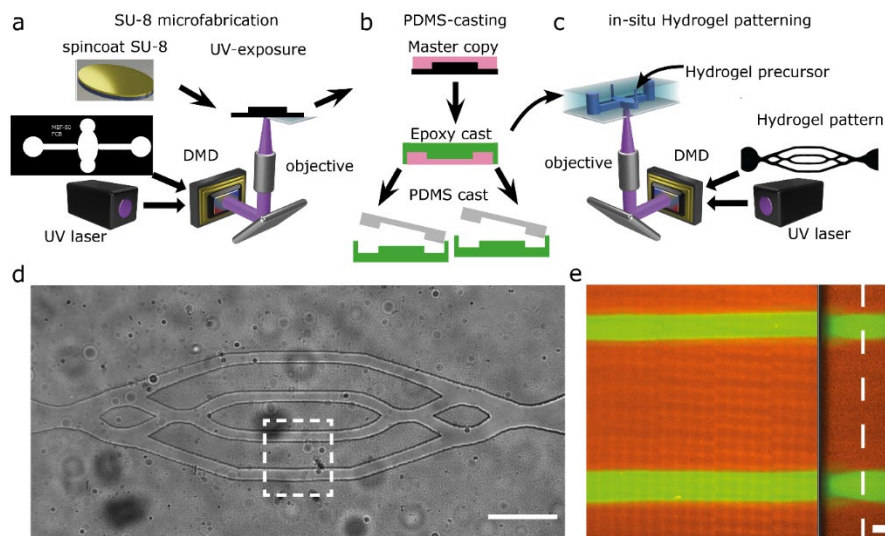 a
SU-8 microfabrication
spincoat SU-8
UV-exposure
DMD
objective
UV laser
b
PDMS-casting
Master copy
Epoxy cast
PDMS cast
c
in-situ Hydrogel patterning
Hydrogel precursor
Hydrogel pattern
objective
DMD
UV laser
d
e